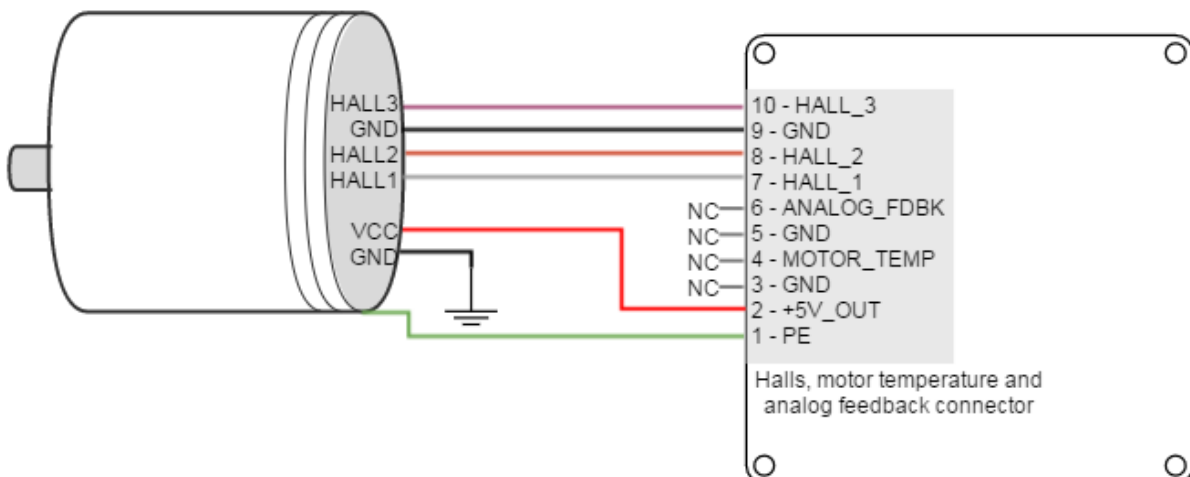 HALL3
GND
HALL2
HALL1
VCC
GND
10 - HALL_3
9 - GND
8 - HALL_2
7 - HALL_1
NC 6 - ANALOG_FDBK
NC 5 - GND
NC 4 - MOTOR_TEMP
NC 3 - GND
2 - +5V_OUT
1 - PE
Halls, motor temperature and
analog feedback connector